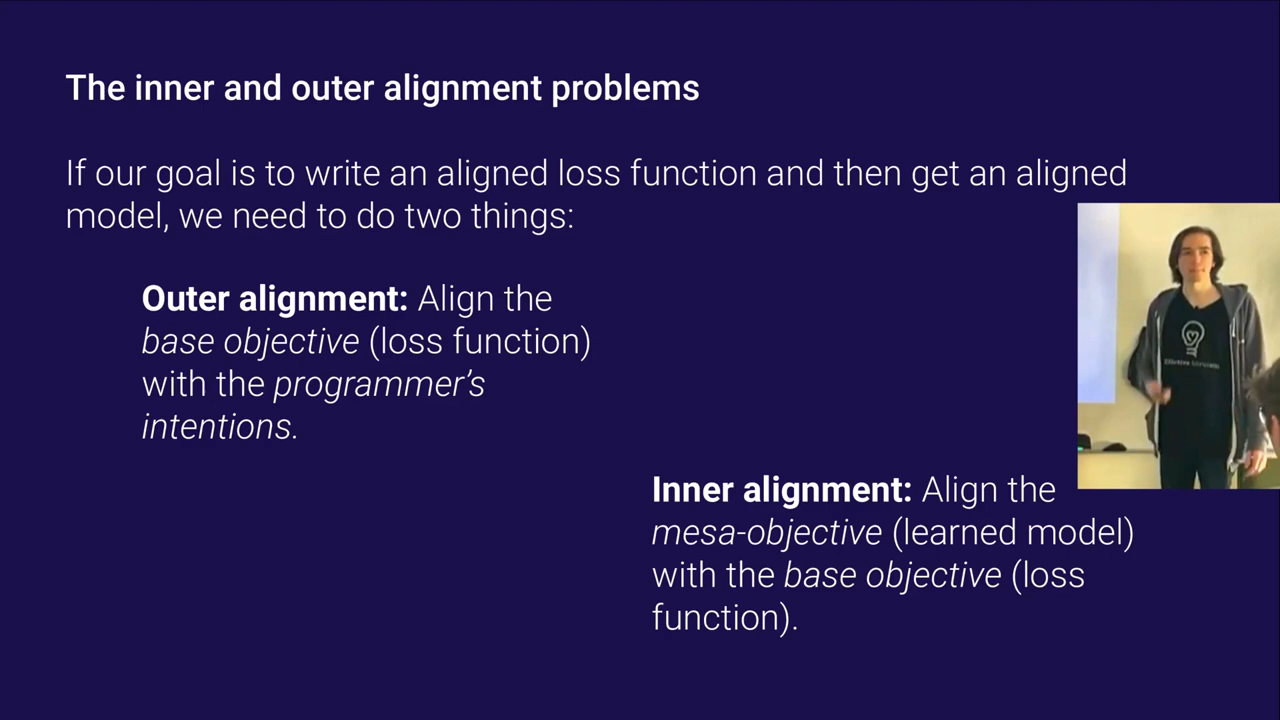 The inner and outer alignment problems
If our goal is to write an aligned loss function and then get an aligned
model, we need to do two things:
Outer alignment: Align the
base objective (loss function)
with the programmer's
intentions.
Inner alignment: Align the
mesa-objective (learned model)
with the base objective (loss
function).